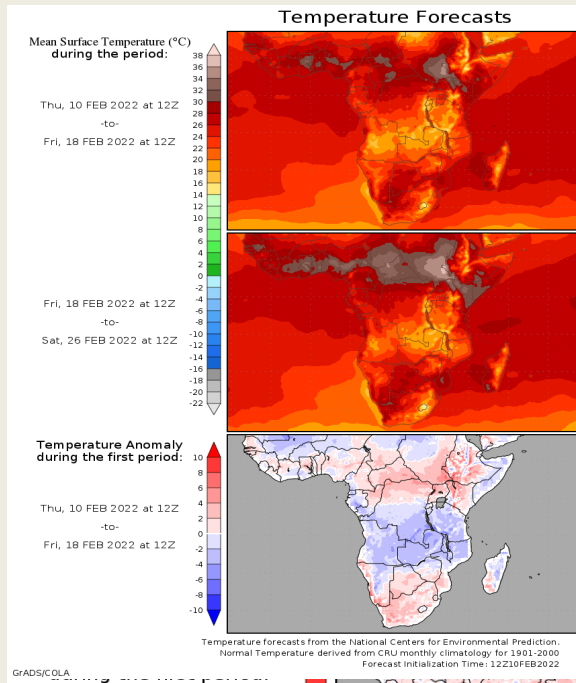 Temperature Forecasts
Mean Surface Temperature (°C)
during the period:
Thu, 10 FEB 2022 at 12Z
-to-
Fri, 18 FEB 2022 at 12Z
38
36
34
32
30
28
26
24
22
20
18
16
14
12
10
8
6
4
2
0
-2
-4
-6
-8
-10
-12
-14
-16
-18
-20
-22
Fri, 18 FEB 2022 at 12Z
-to-
Sat, 26 FEB 2022 at 12Z
Temperature Anomaly
during the first period:
Thu, 10 FEB 2022 at 12Z
-to-
Fri, 18 FEB 2022 at 12Z
10
8
6
4
2
0
-2
-4
-6
-8
-10
Temperature forecasts from the National Centers for Environmental Prediction.
Normal Temperature derived from CRU monthly climatology for 1901-2000
Forecast Initialization Time: 12Z10FEB2022
GrADS/COLA
during the first period: